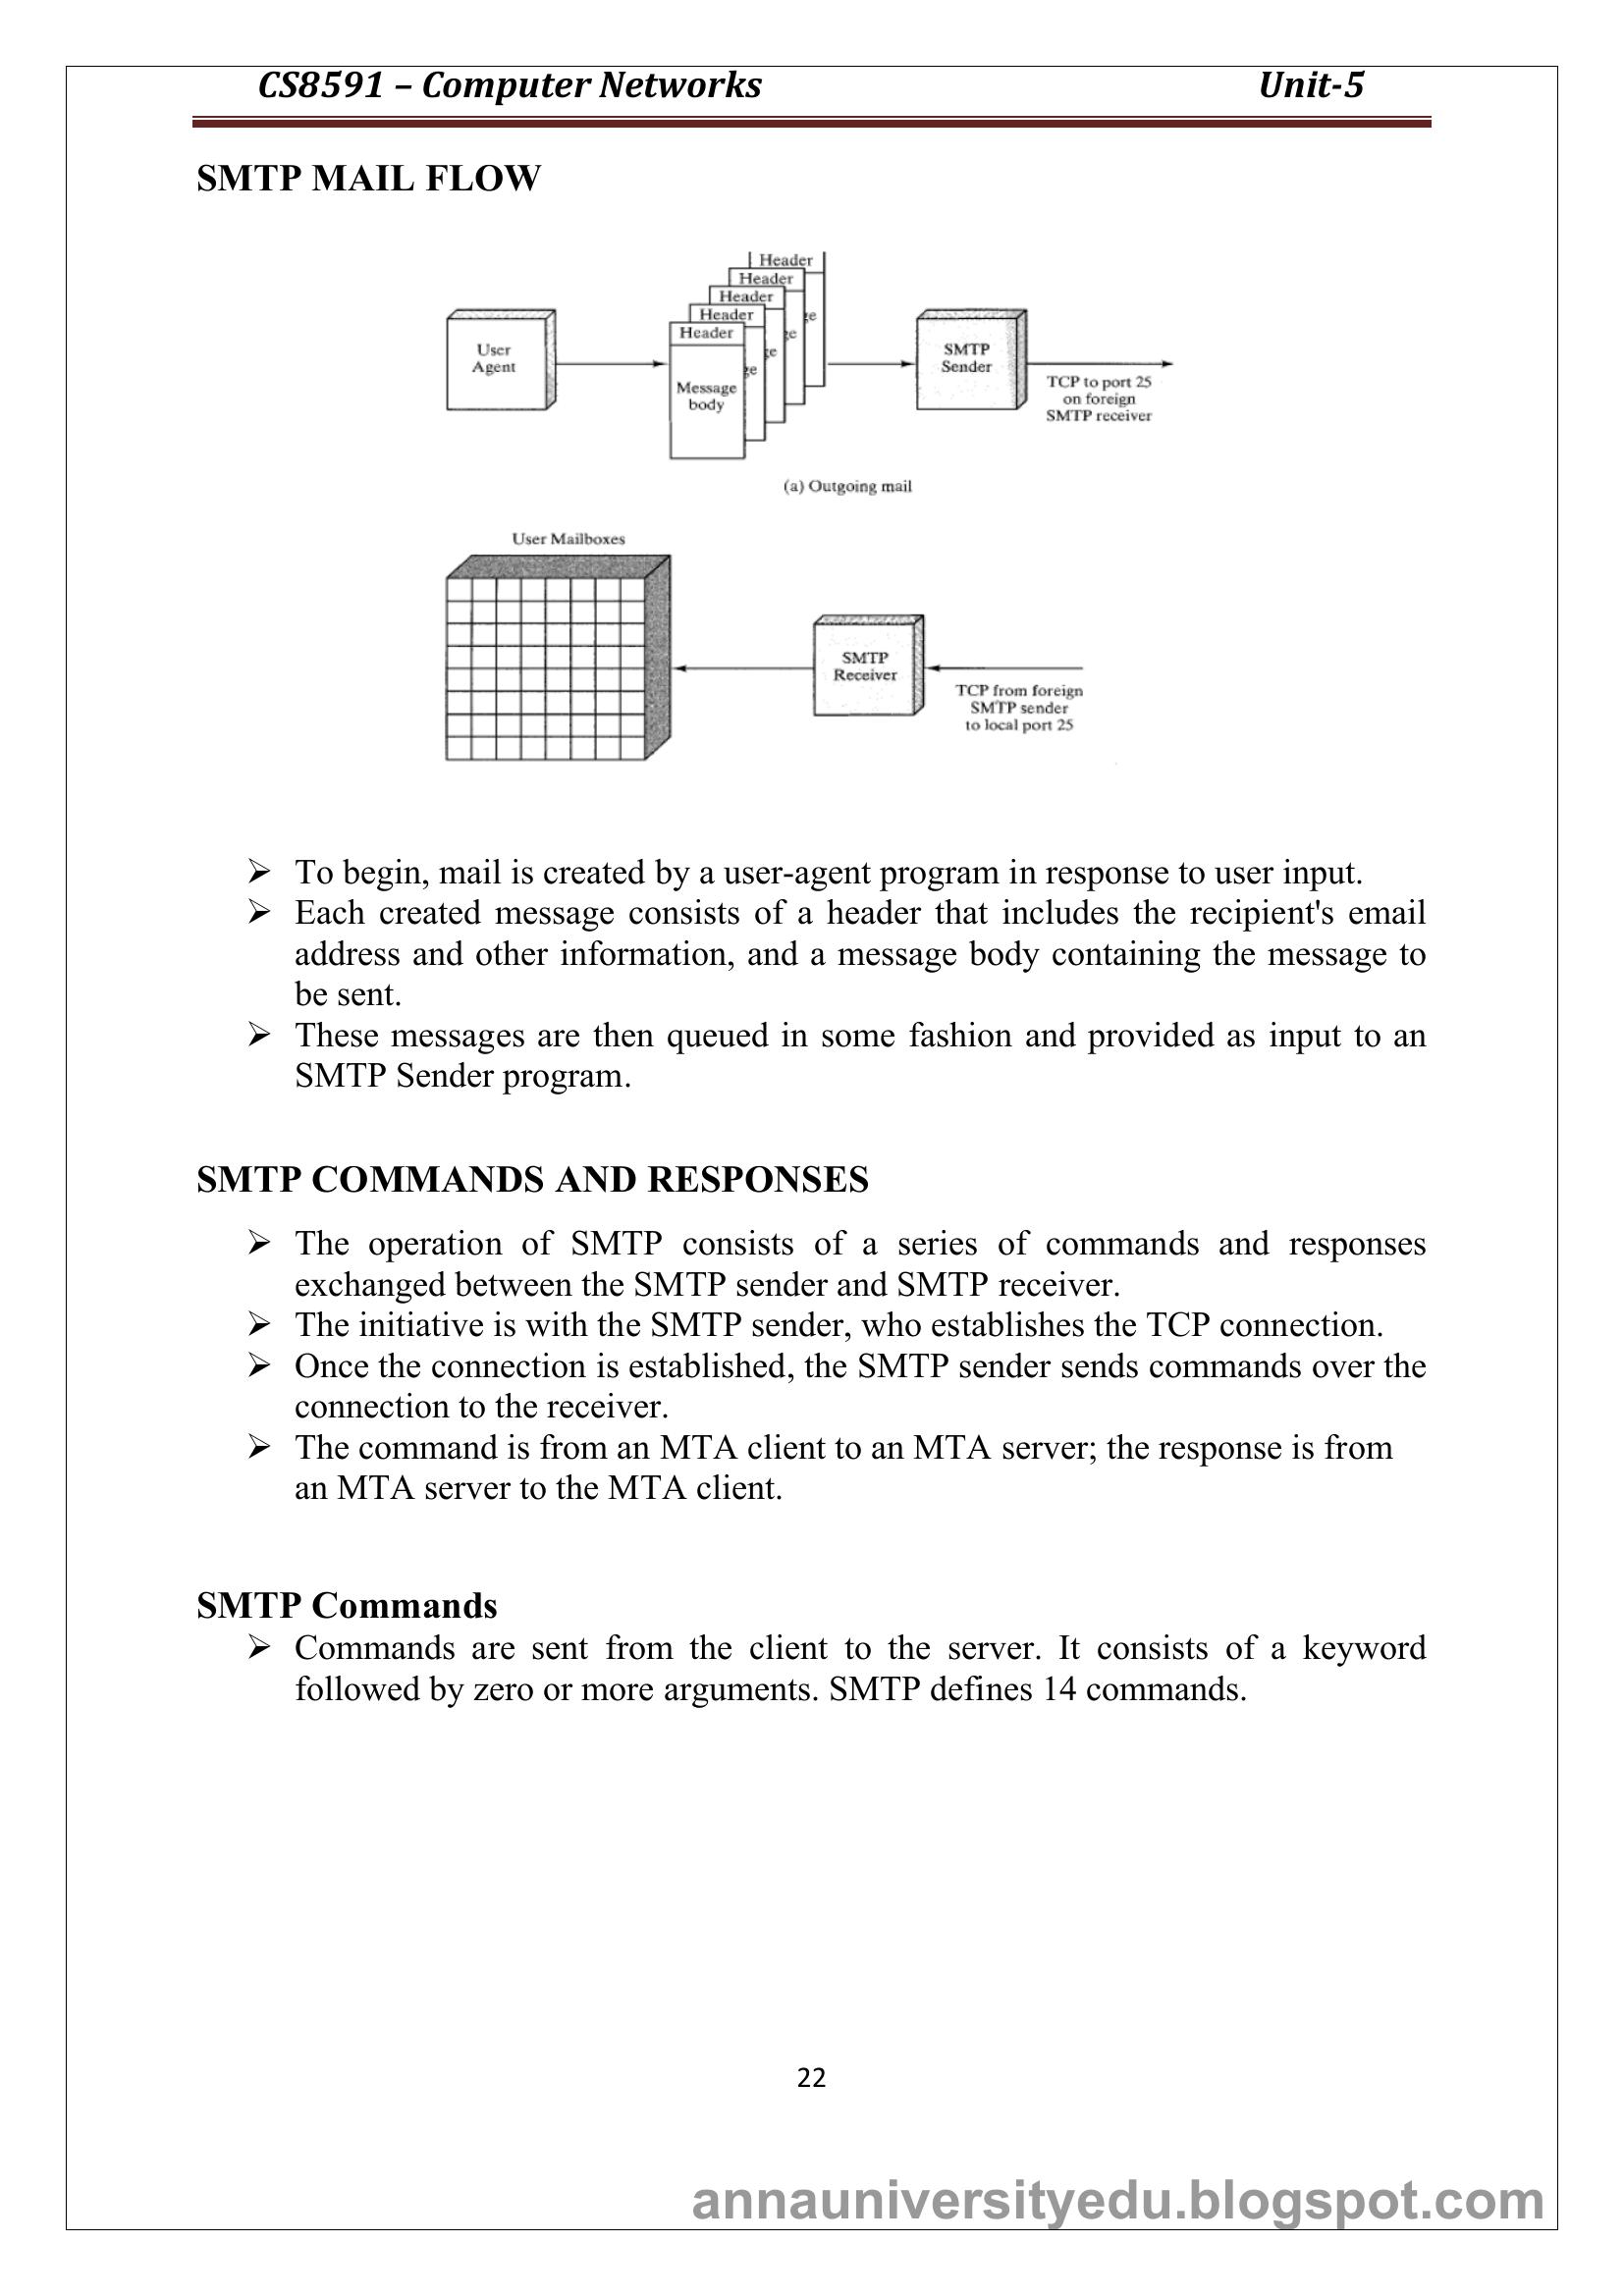 CS8591 – Computer Networks Unit-5
SMTP MAIL FLOW
Header
Header
Header
Header
Header
ge
ge
ge
ge
Message
body
User
Agent
SMTP
Sender
TCP to port 25
on foreign
SMTP receiver
(a) Outgoing mail
User Mailboxes
SMTP
Receiver
TCP from foreign
SMTP sender
to local port 25
➢ To begin, mail is created by a user-agent program in response to user input.
➢ Each created message consists of a header that includes the recipient's email
address and other information, and a message body containing the message to
be sent.
➢ These messages are then queued in some fashion and provided as input to an
SMTP Sender program.
SMTP COMMANDS AND RESPONSES
➢ The operation of SMTP consists of a series of commands and responses
exchanged between the SMTP sender and SMTP receiver.
➢ The initiative is with the SMTP sender, who establishes the TCP connection.
➢ Once the connection is established, the SMTP sender sends commands over the
connection to the receiver.
➢ The command is from an MTA client to an MTA server; the response is from
an MTA server to the MTA client.
SMTP Commands
➢ Commands are sent from the client to the server. It consists of a keyword
followed by zero or more arguments. SMTP defines 14 commands.
22
annauniversityedu.blogspot.com